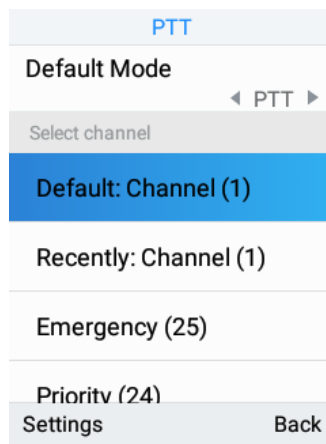 PTT
Default Mode
PTT
Select channel
Default: Channel (1)
Recently: Channel (1)
Emergency (25)
Priority (24)
Settings Back